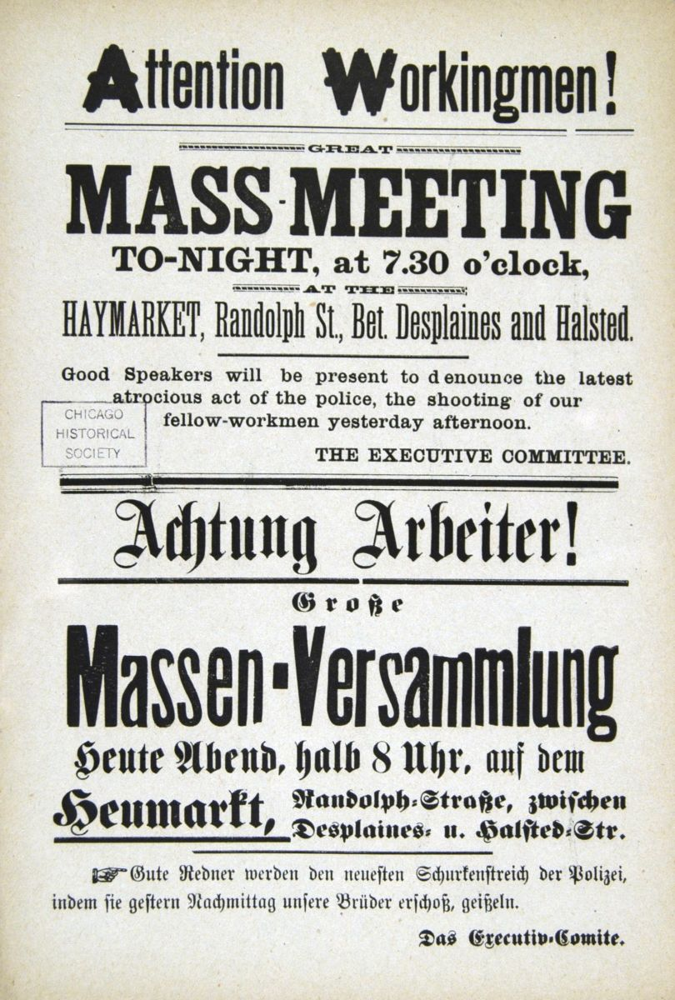 Attention Workingmen!
GREAT
MASS-MEETING
TO-NIGHT, at 7.30 o'clock,
AT THE
HAYMARKET, Randolph St., Bet. Desplaines and Halsted.
Good Speakers will be present to denounce the latest
atrocious act of the police, the shooting of our
fellow-workmen yesterday afternoon.
CHICAGO
HISTORICAL
SOCIETY
THE EXECUTIVE COMMITTEE.
Achtung Arbeiter!
Große
Massen-Versammlung
Heute Abend, halb 8 Uhr, auf dem
Heumarkt, Randolph-Straße, zwischen
Desplaines- u. Halsted-Str.
Gute Redner werden den neuesten Schurkenstreich der Polizei,
indem sie gestern Nachmittag unsere Brüder erschoß, geißeln.
Das Executiv-Comite.